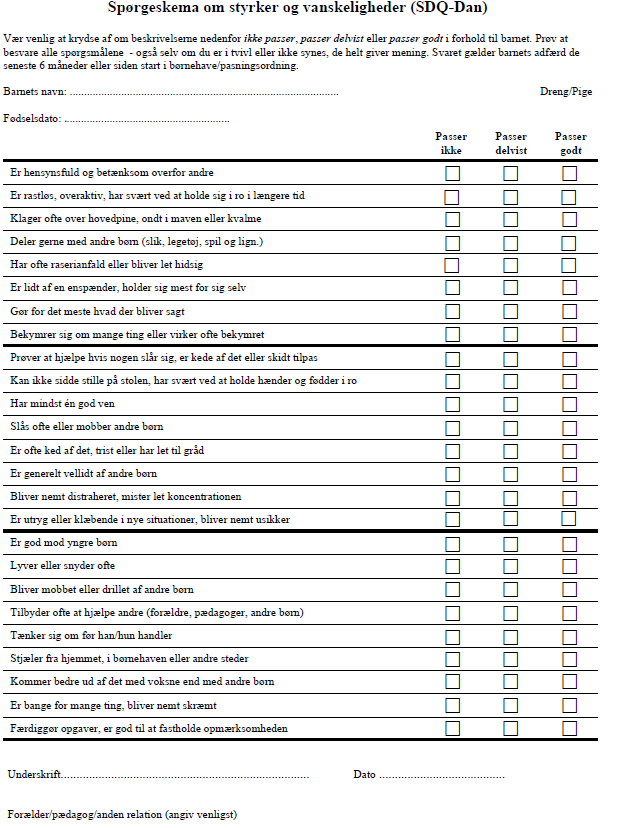 Spørgeskema om styrker og vanskeligheder (SDQ-Dan)
Vær venlig at krydse af om beskrivelserne nedenfor ikke passer, passer delvist eller passer godt i forhold til barnet. Prøv at
besvare alle spørgsmålene - også selv om du er i tvivl eller ikke synes, de helt giver mening. Svaret gælder barnets adfærd de
seneste 6 måneder eller siden start i børnehave/pasningsordning.
Barnets navn: ............................................................................................... Dreng/Pige
Fødselsdato: ..........................................................
Passer ikke Passer delvist Passer godt
Er hensynsfuld og betænksom overfor andre
Er rastløs, overaktiv, har svært ved at holde sig i ro i længere tid
Klager ofte over hovedpine, ondt i maven eller kvalme
Deler gerne med andre børn (slik, legetøj, spil og lign.)
Har ofte raserianfald eller bliver let hidsig
Er lidt af en enspænder, holder sig mest for sig selv
Gør for det meste hvad der bliver sagt
Bekymrer sig om mange ting eller virker ofte bekymret
Prøver at hjælpe hvis nogen slår sig, er kede af det eller skidt tilpas
Kan ikke sidde stille på stolen, har svært ved at holde hænder og fødder i ro
Har mindst én god ven
Slås ofte eller mobber andre børn
Er ofte ked af det, trist eller har let til gråd
Er generelt vellidt af andre børn
Bliver nemt distraheret, mister let koncentrationen
Er utryg eller klæbende i nye situationer, bliver nemt usikker
Er god mod yngre børn
Lyver eller snyder ofte
Bliver mobbet eller drillet af andre børn
Tilbyder ofte at hjælpe andre (forældre, pædagoger, andre børn)
Tænker sig om før han/hun handler
Stjæler fra hjemmet, i børnehaven eller andre steder
Kommer bedre ud af det med voksne end med andre børn
Er bange for mange ting, bliver nemt skræmt
Færdiggør opgaver, er god til at fastholde opmærksomheden
Underskrift...................................................................................... Dato ...........................................
Forælder/pædagog/anden relation (angiv venligst)